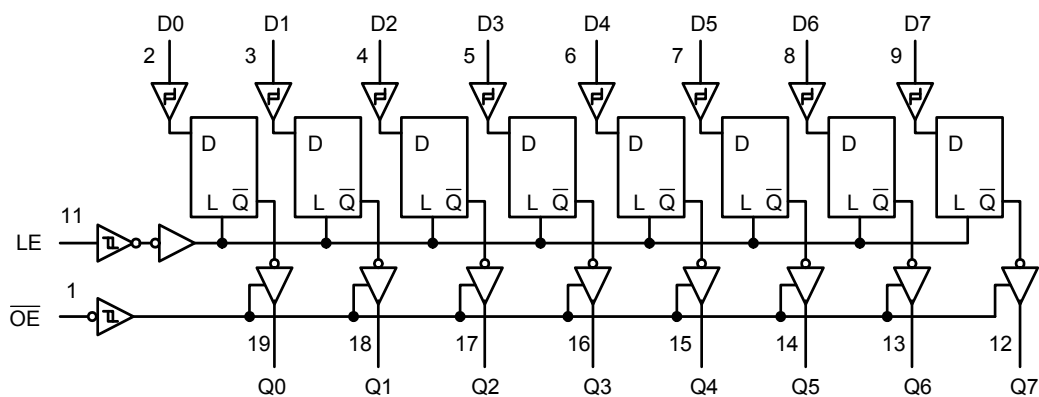 D0 D1 D2 D3 D4 D5 D6 D7
2 3 4 5 6 7 8 9
D D D D D D D D
L Q̅ L Q̅ L Q̅ L Q̅ L Q̅ L Q̅ L Q̅ L Q̅
11
LE
1
O̅E̅
19 18 17 16 15 14 13 12
Q0 Q1 Q2 Q3 Q4 Q5 Q6 Q7